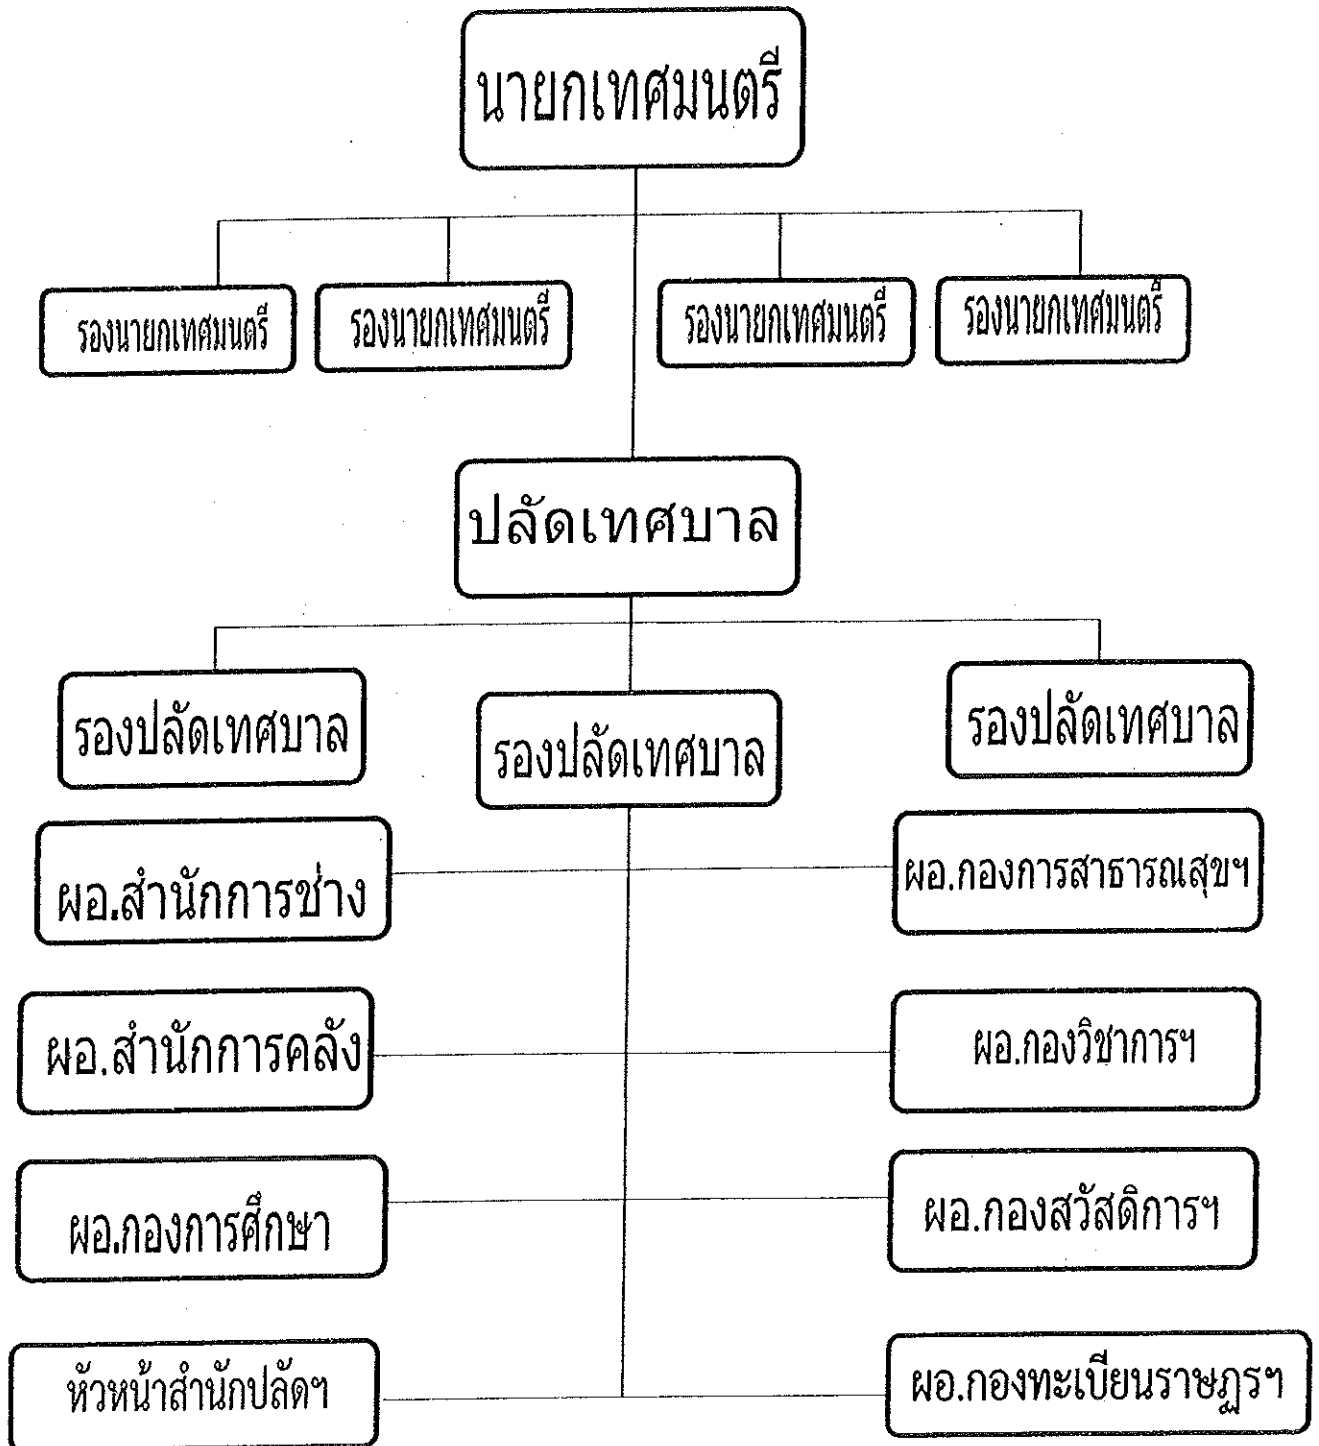 นายกเทศมนตรี
รองนายกเทศมนตรี
รองนายกเทศมนตรี
รองนายกเทศมนตรี
รองนายกเทศมนตรี
ปลัดเทศบาล
รองปลัดเทศบาล
รองปลัดเทศบาล
รองปลัดเทศบาล
ผอ.สำนักการช่าง
ผอ.กองการสาธารณสุขฯ
ผอ.สำนักการคลัง
ผอ.กองวิชาการฯ
ผอ.กองการศึกษา
ผอ.กองสวัสดิการฯ
หัวหน้าสำนักปลัดฯ
ผอ.กองทะเบียนราษฎรฯ